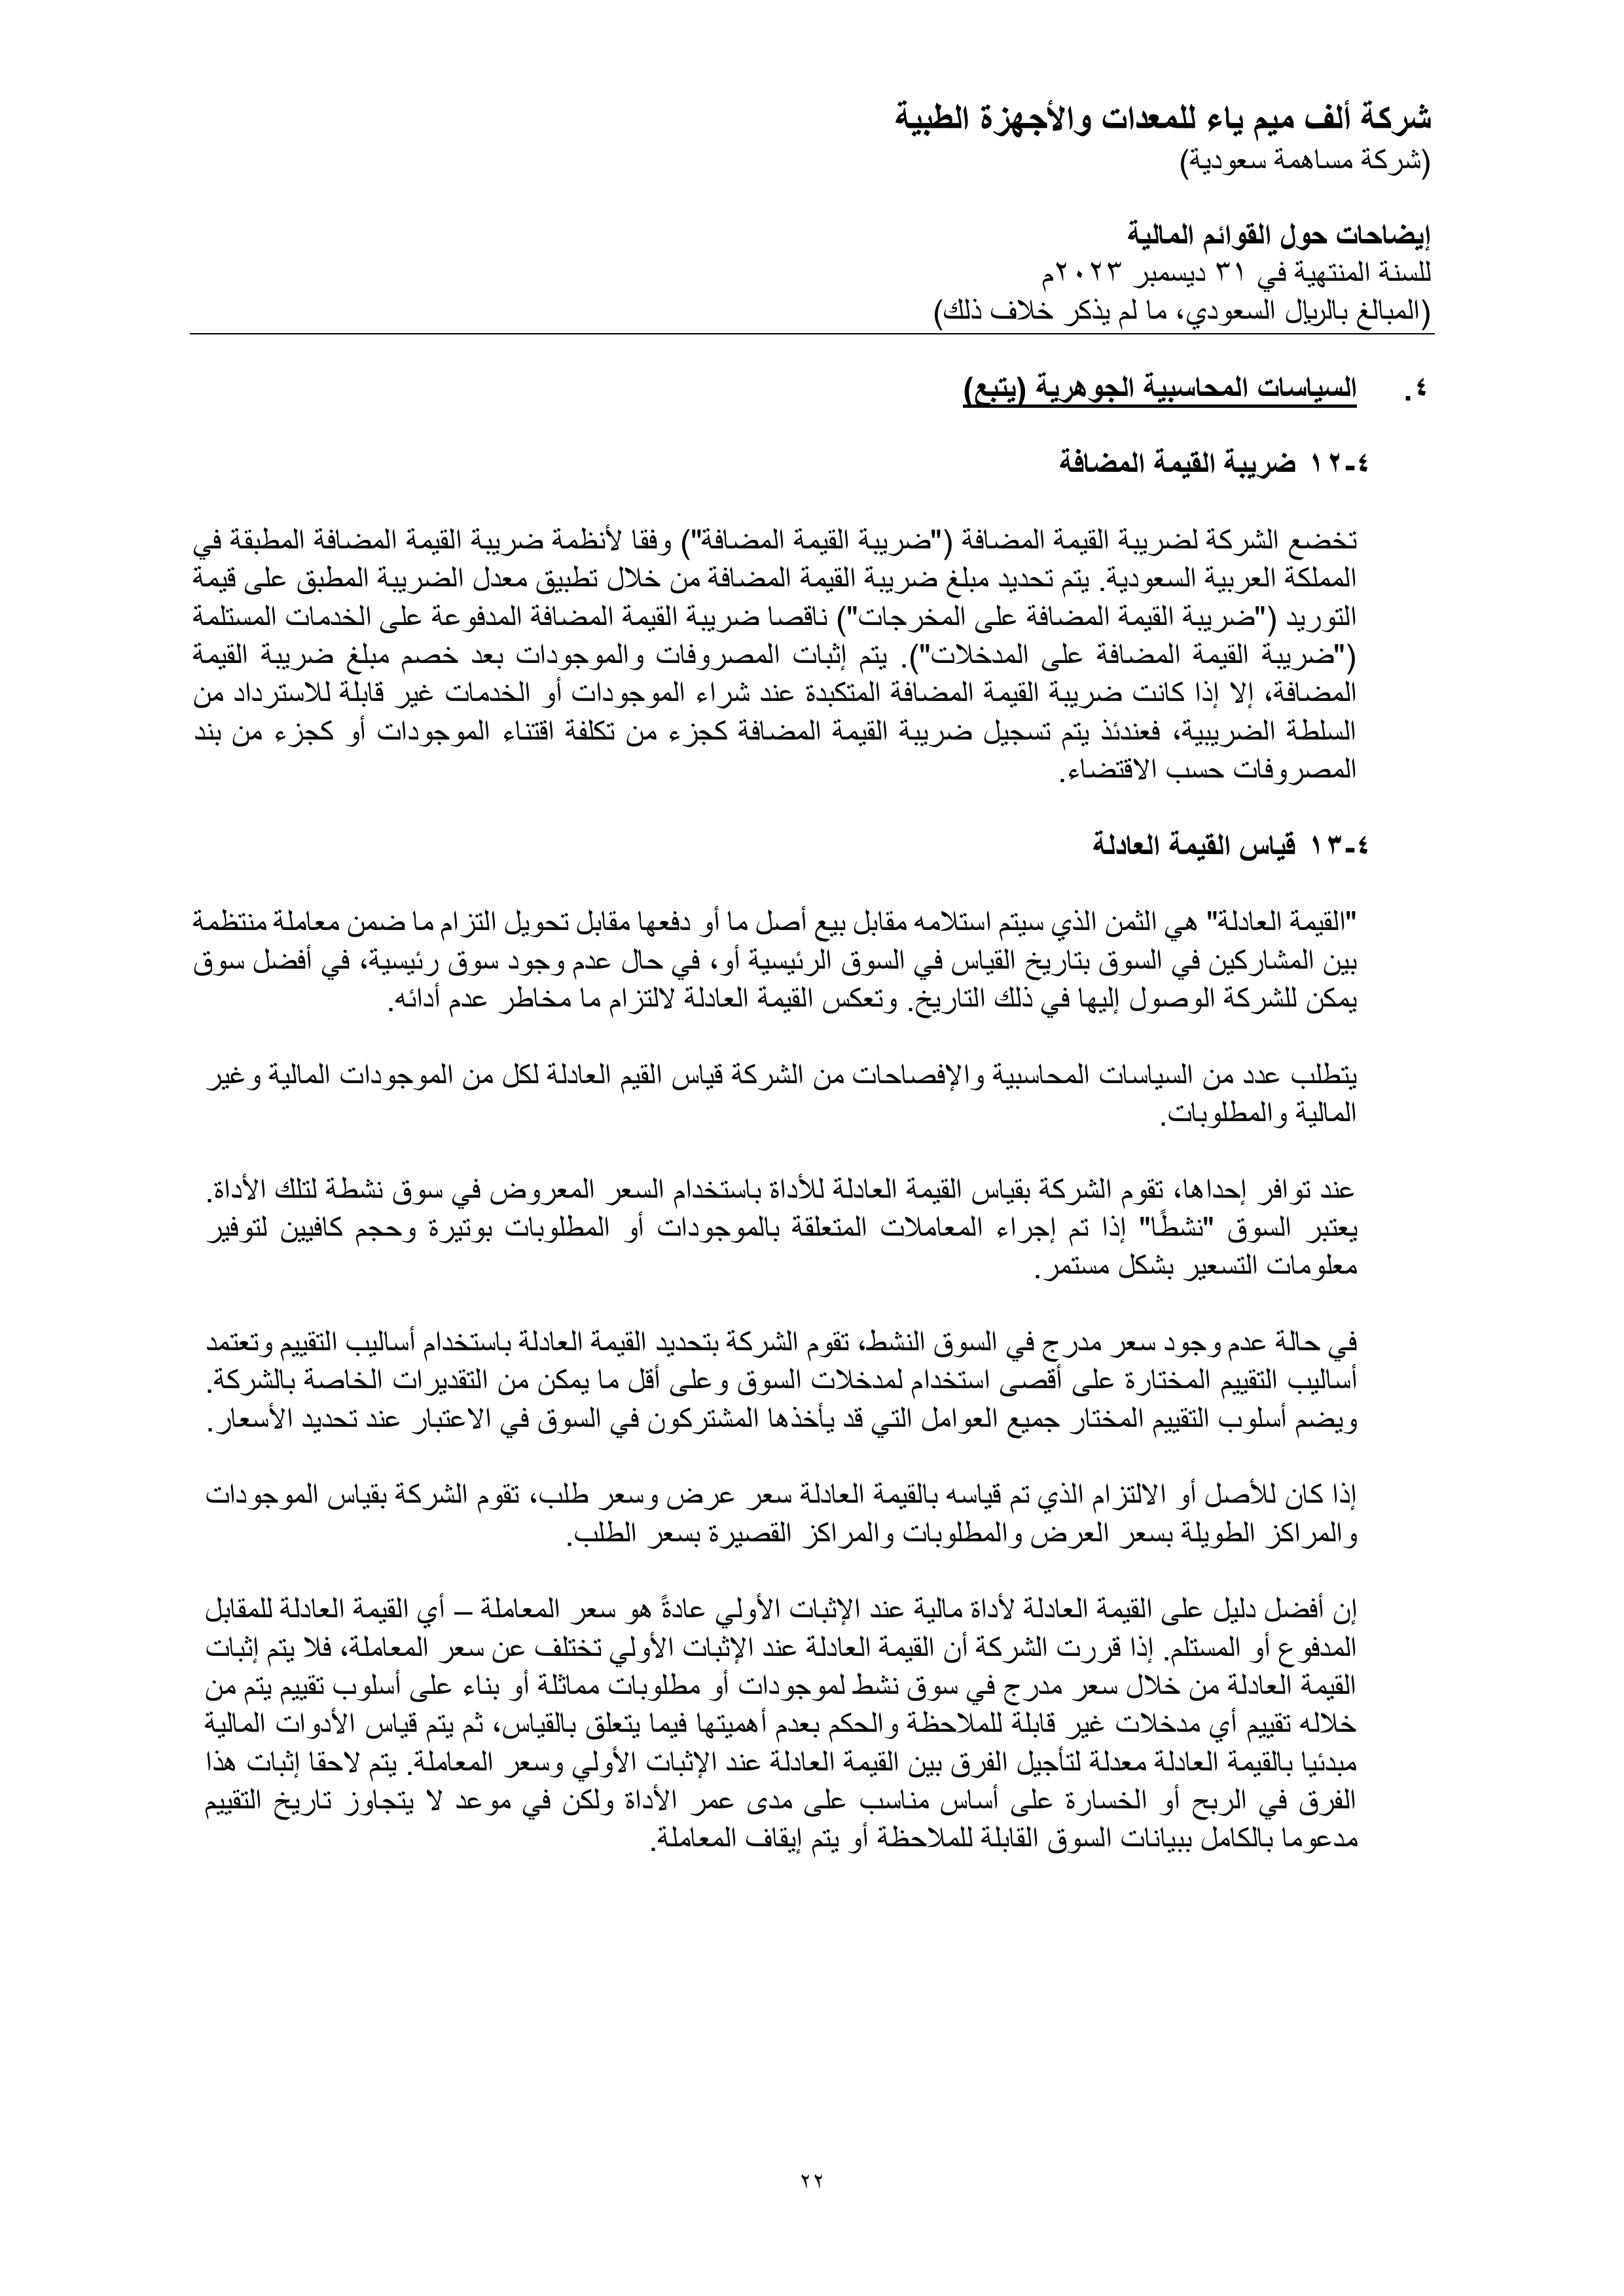 شركة ألف ميم ياء للمعدات والأجهزة الطبية
(شركة مساهمة سعودية)
إيضاحات حول القوائم المالية
للسنة المنتهية في ٣١ ديسمبر ٢٠٢٣م
(المبالغ بالريال السعودي، ما لم يذكر خلاف ذلك)
٤. السياسات المحاسبية الجوهرية (يتبع)
٤-١٢ ضريبة القيمة المضافة
تخضع الشركة لضريبة القيمة المضافة ("ضريبة القيمة المضافة") وفقا لأنظمة ضريبة القيمة المضافة المطبقة في
المملكة العربية السعودية. يتم تحديد مبلغ ضريبة القيمة المضافة من خلال تطبيق معدل الضريبة المطبق على قيمة
التوريد ("ضريبة القيمة المضافة على المخرجات") ناقصا ضريبة القيمة المضافة المدفوعة على الخدمات المستلمة
("ضريبة القيمة المضافة على المدخلات"). يتم إثبات المصروفات والموجودات بعد خصم مبلغ ضريبة القيمة
المضافة، إلا إذا كانت ضريبة القيمة المضافة المتكبدة عند شراء الموجودات أو الخدمات غير قابلة للاسترداد من
السلطة الضريبية، فعندئذ يتم تسجيل ضريبة القيمة المضافة كجزء من تكلفة اقتناء الموجودات أو كجزء من بند
المصروفات حسب الاقتضاء.
٤-١٣ قياس القيمة العادلة
"القيمة العادلة" هي الثمن الذي سيتم استلامه مقابل بيع أصل ما أو دفعها مقابل تحويل التزام ما ضمن معاملة منتظمة
بين المشاركين في السوق بتاريخ القياس في السوق الرئيسية أو، في حال عدم وجود سوق رئيسية، في أفضل سوق
يمكن للشركة الوصول إليها في ذلك التاريخ. وتعكس القيمة العادلة لالتزام ما مخاطر عدم أدائه.
يتطلب عدد من السياسات المحاسبية والإفصاحات من الشركة قياس القيم العادلة لكل من الموجودات المالية وغير
المالية والمطلوبات.
عند توافر إحداها، تقوم الشركة بقياس القيمة العادلة للأداة باستخدام السعر المعروض في سوق نشطة لتلك الأداة.
يعتبر السوق "نشطًا" إذا تم إجراء المعاملات المتعلقة بالموجودات أو المطلوبات بوتيرة وحجم كافيين لتوفير
معلومات التسعير بشكل مستمر.
في حالة عدم وجود سعر مدرج في السوق النشط، تقوم الشركة بتحديد القيمة العادلة باستخدام أساليب التقييم وتعتمد
أساليب التقييم المختارة على أقصى استخدام لمدخلات السوق وعلى أقل ما يمكن من التقديرات الخاصة بالشركة.
ويضم أسلوب التقييم المختار جميع العوامل التي قد يأخذها المشتركون في السوق في الاعتبار عند تحديد الأسعار.
إذا كان للأصل أو الالتزام الذي تم قياسه بالقيمة العادلة سعر عرض وسعر طلب، تقوم الشركة بقياس الموجودات
والمراكز الطويلة بسعر العرض والمطلوبات والمراكز القصيرة بسعر الطلب.
إن أفضل دليل على القيمة العادلة لأداة مالية عند الإثبات الأولي عادةً هو سعر المعاملة – أي القيمة العادلة للمقابل
المدفوع أو المستلم. إذا قررت الشركة أن القيمة العادلة عند الإثبات الأولي تختلف عن سعر المعاملة، فلا يتم إثبات
القيمة العادلة من خلال سعر مدرج في سوق نشط لموجودات أو مطلوبات مماثلة أو بناء على أسلوب تقييم يتم من
خلاله تقييم أي مدخلات غير قابلة للملاحظة والحكم بعدم أهميتها فيما يتعلق بالقياس، ثم يتم قياس الأدوات المالية
مبدئيا بالقيمة العادلة معدلة لتأجيل الفرق بين القيمة العادلة عند الإثبات الأولي وسعر المعاملة. يتم لاحقا إثبات هذا
الفرق في الربح أو الخسارة على أساس مناسب على مدى عمر الأداة ولكن في موعد لا يتجاوز تاريخ التقييم
مدعوما بالكامل ببيانات السوق القابلة للملاحظة أو يتم إيقاف المعاملة.
٢٢